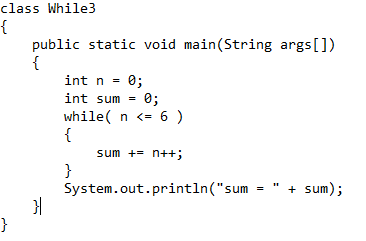 class While3
{
    public static void main(String args[])
    {
        int n = 0;
        int sum = 0;
        while( n <= 6 )
        {
            sum += n++;
        }
        System.out.println("sum = " + sum);
    }
}